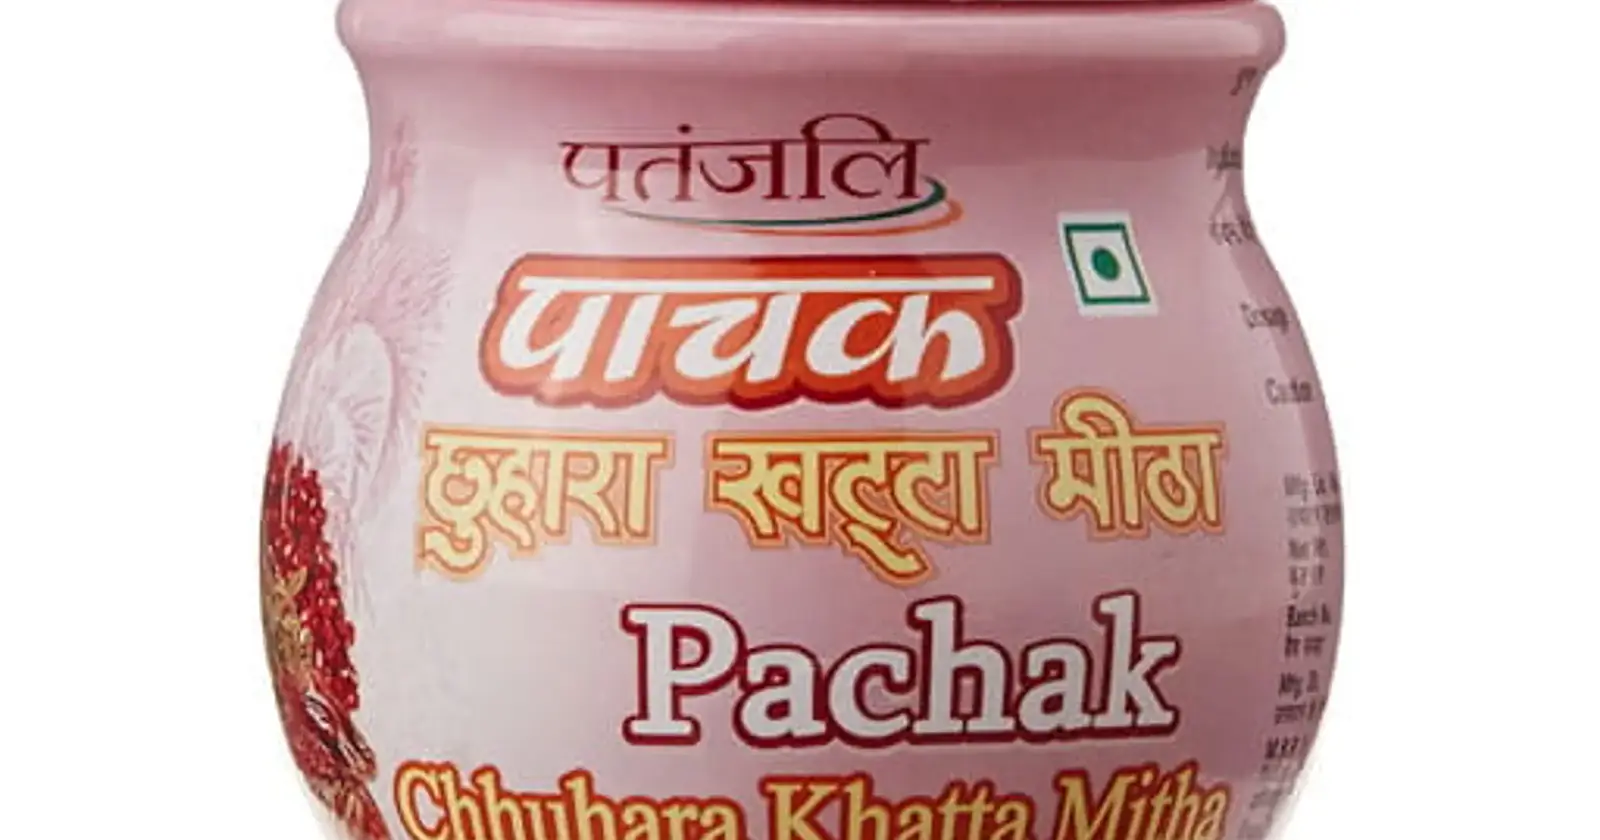 पतंजलि
पाचक
छुहारा खट्टा मीठा
Pachak
Chhuhara Khatta Mitha